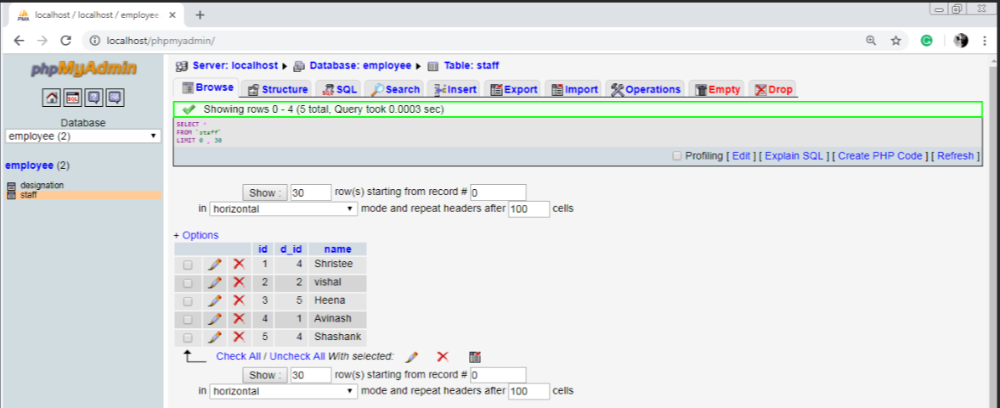 localhost / localhost / employee
localhost/phpmyadmin/
phpMyAdmin
Server: localhost Database: employee Table: staff
Browse Structure SQL Search Insert Export Import Operations Empty Drop
Showing rows 0 - 4 (5 total, Query took 0.0003 sec)
SELECT *
FROM `staff`
LIMIT 0 , 30
Profiling [ Edit ] [ Explain SQL ] [ Create PHP Code ] [ Refresh ]
Database
employee (2)
employee (2)
designation
staff
Show : 30 row(s) starting from record # 0
in horizontal mode and repeat headers after 100 cells
+ Options
id d_id name
1 4 Shristee
2 2 vishal
3 5 Heena
4 1 Avinash
5 4 Shashank
Check All / Uncheck All With selected:
Show : 30 row(s) starting from record # 0
in horizontal mode and repeat headers after 100 cells